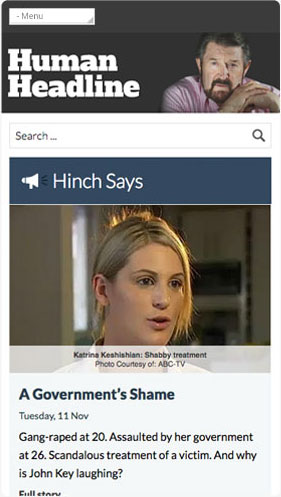 - Menu
Human
Headline
Search ...
Hinch Says
Katrina Keshishian: Shabby treatment
Photo Courtesy of: ABC-TV
A Government's Shame
Tuesday, 11 Nov
Gang-raped at 20. Assaulted by her government
at 26. Scandalous treatment of a victim. And why
is John Key laughing?
Full story